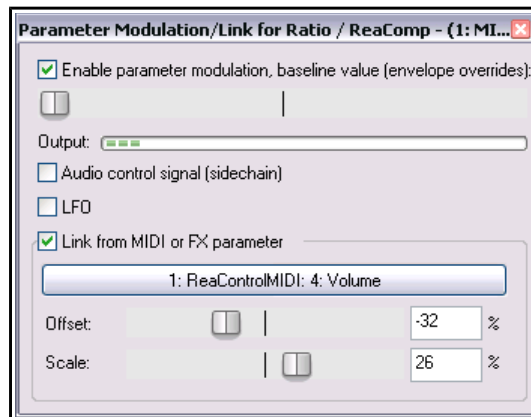 Parameter Modulation/Link for Ratio / ReaComp - (1: MI...
Enable parameter modulation, baseline value (envelope overrides):
Output:
Audio control signal (sidechain)
LFO
Link from MIDI or FX parameter
1: ReaControlMIDI: 4: Volume
Offset: -32 %
Scale: 26 %